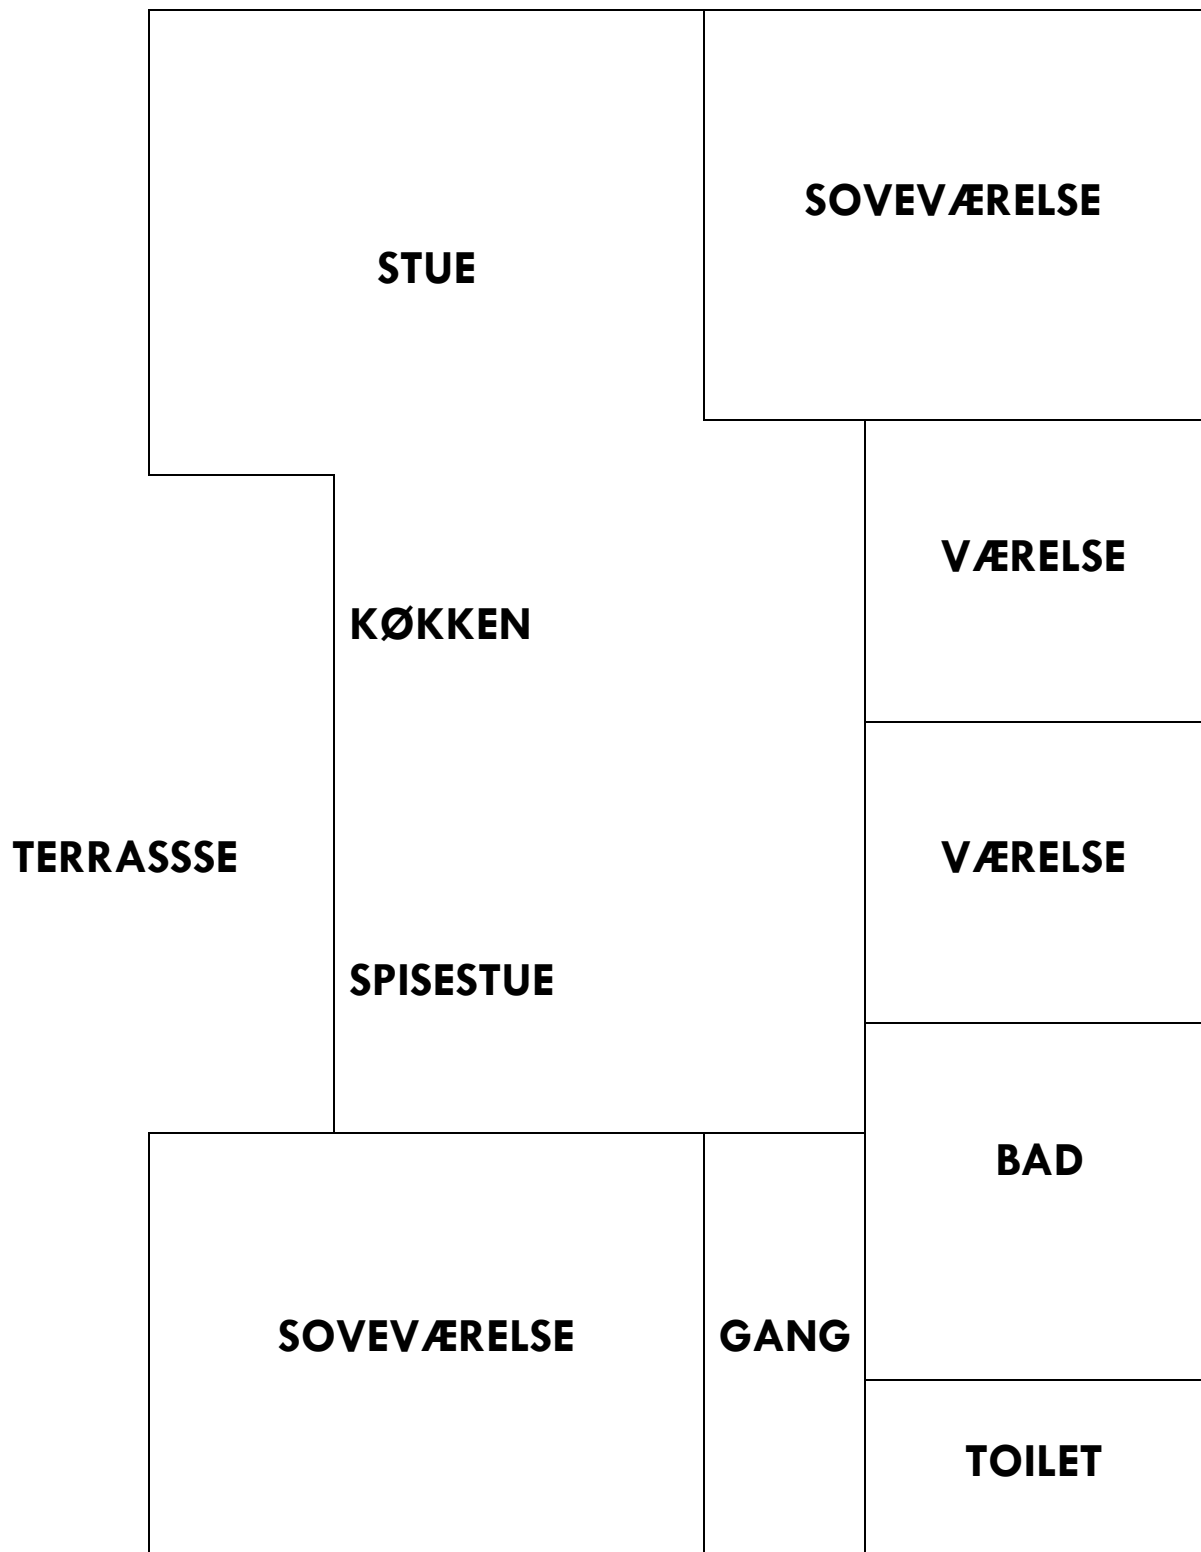 SOVEVÆRELSE
STUE
VÆRELSE
KØKKEN
TERRASSSE
VÆRELSE
SPISESTUE
BAD
SOVEVÆRELSE
GANG
TOILET